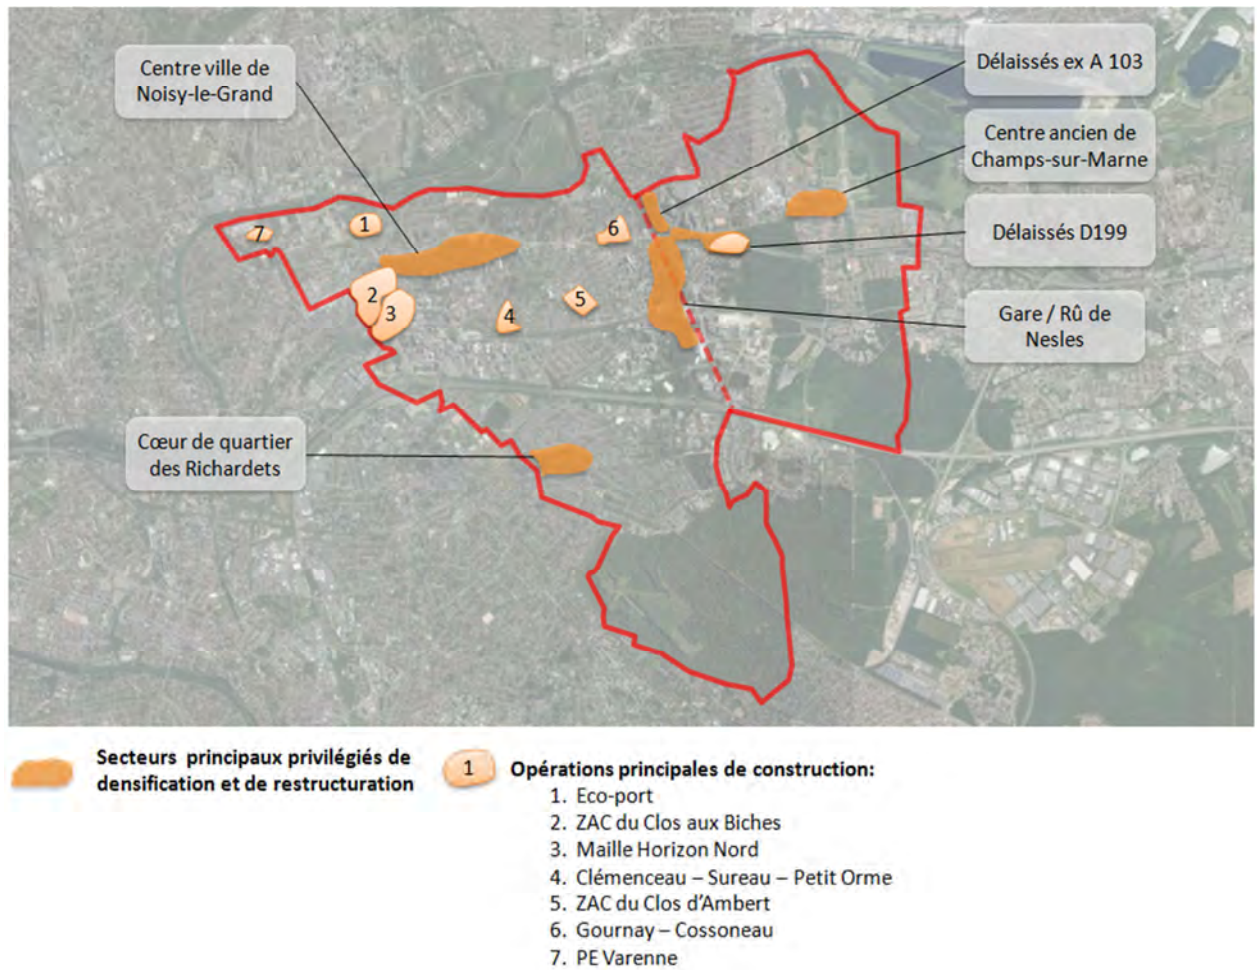 Centre ville de
Noisy-le-Grand
Délaissés ex A 103
Centre ancien de
Champs-sur-Marne
Délaissés D199
Gare / Rû de
Nesles
Cœur de quartier
des Richardets
7
1
6
2
3
4
5
Secteurs principaux privilégiés de
densification et de restructuration
1
Opérations principales de construction:
1. Eco-port
2. ZAC du Clos aux Biches
3. Maille Horizon Nord
4. Clémenceau – Sureau – Petit Orme
5. ZAC du Clos d'Ambert
6. Gournay – Cossoneau
7. PE Varenne